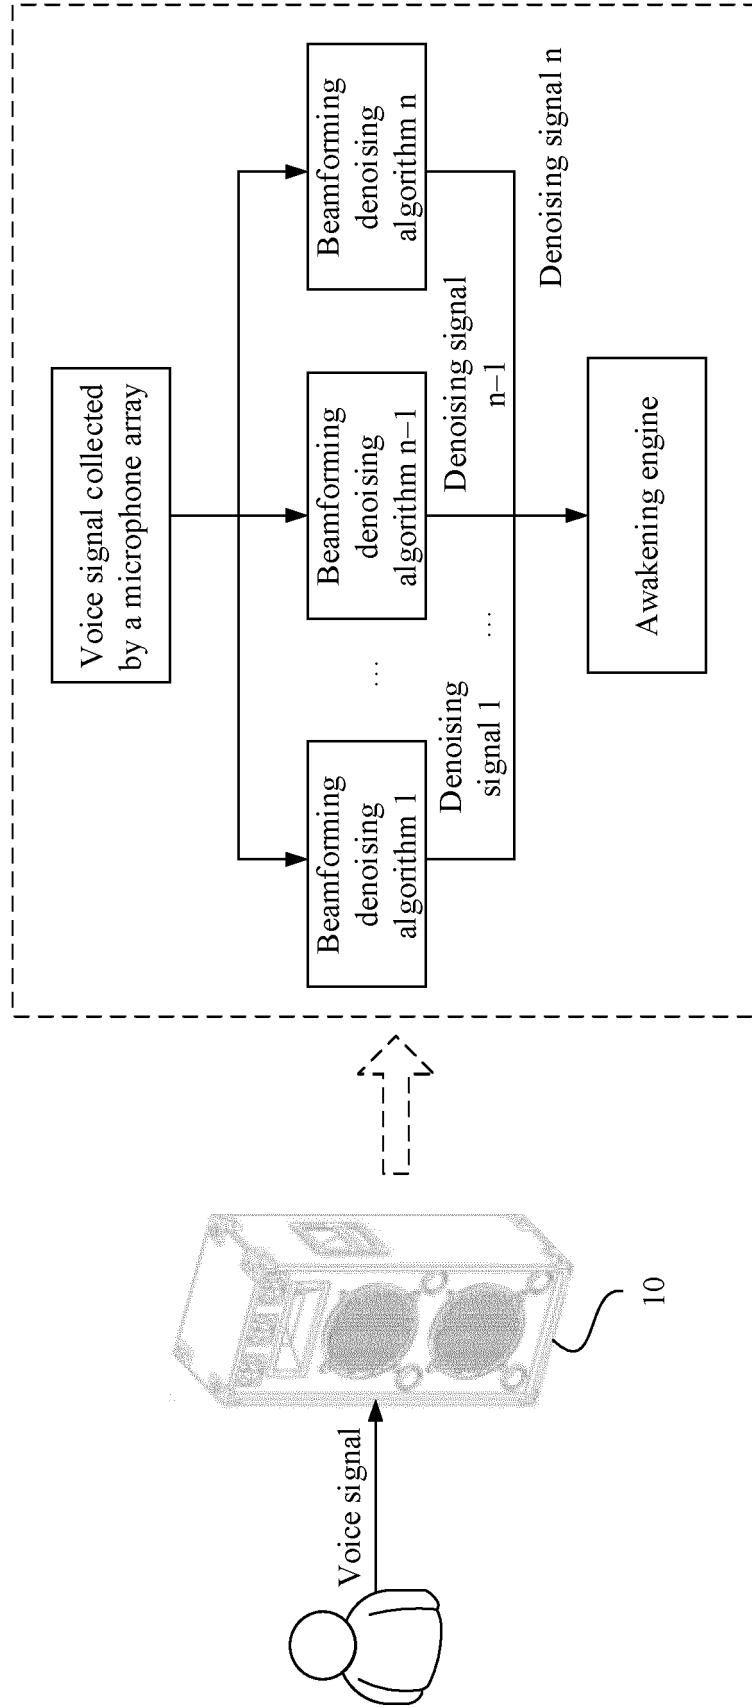 Voice signal
10
Voice signal collected
by a microphone array
Beamforming
denoising
algorithm 1
...
Beamforming
denoising
algorithm n–1
Beamforming
denoising
algorithm n
Denoising
signal 1
...
Denoising signal
n–1
Denoising signal n
Awakening engine